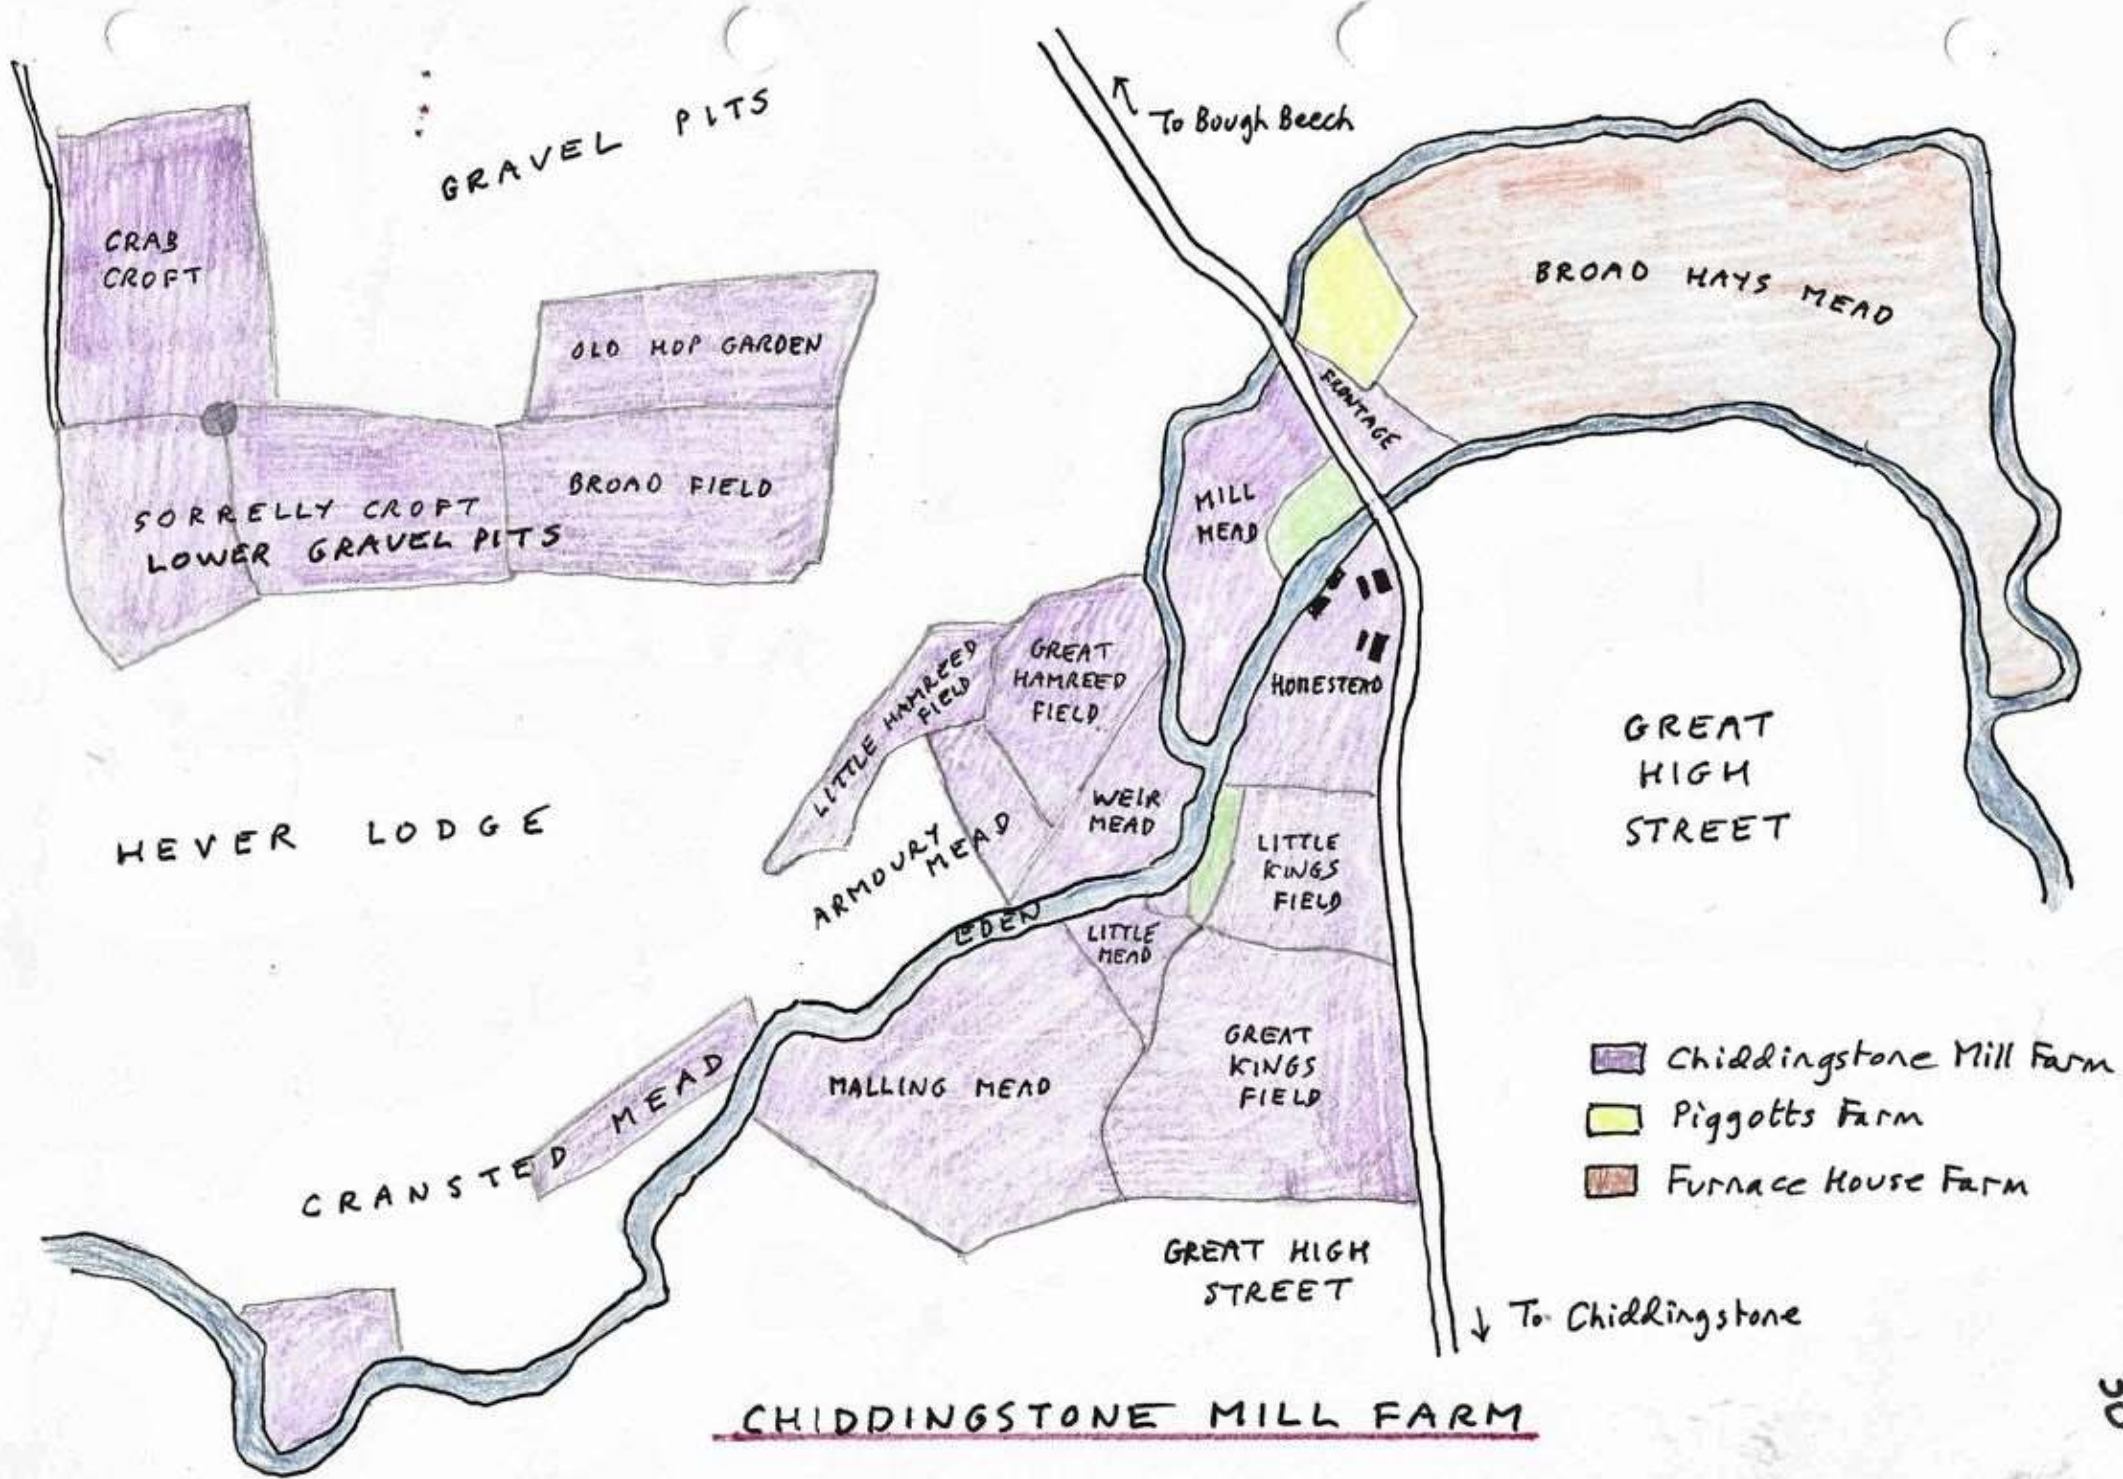 GRAVEL PITS
To Bough Beech
CRAB
CROFT
BROAD HAYS MEAD
OLD HOP GARDEN
FRONTAGE
BROAD FIELD
SORRELLY CROFT
LOWER GRAVEL PITS
MILL
MEAD
LITTLE HAMREED
FIELD
GREAT
HAMREED
FIELD
HOMESTEAD
GREAT
HIGH
STREET
HEVER LODGE
WEIR
MEAD
ARMOURY
MEAD
LITTLE
KINGS
FIELD
EDEN
LITTLE
MEAD
CRANSTED MEAD
MALLING MEAD
GREAT
KINGS
FIELD
Chiddingstone Mill Farm
Piggotts Farm
Furnace House Farm
GREAT HIGH
STREET
To Chiddingstone
CHIDDINGSTONE MILL FARM
30